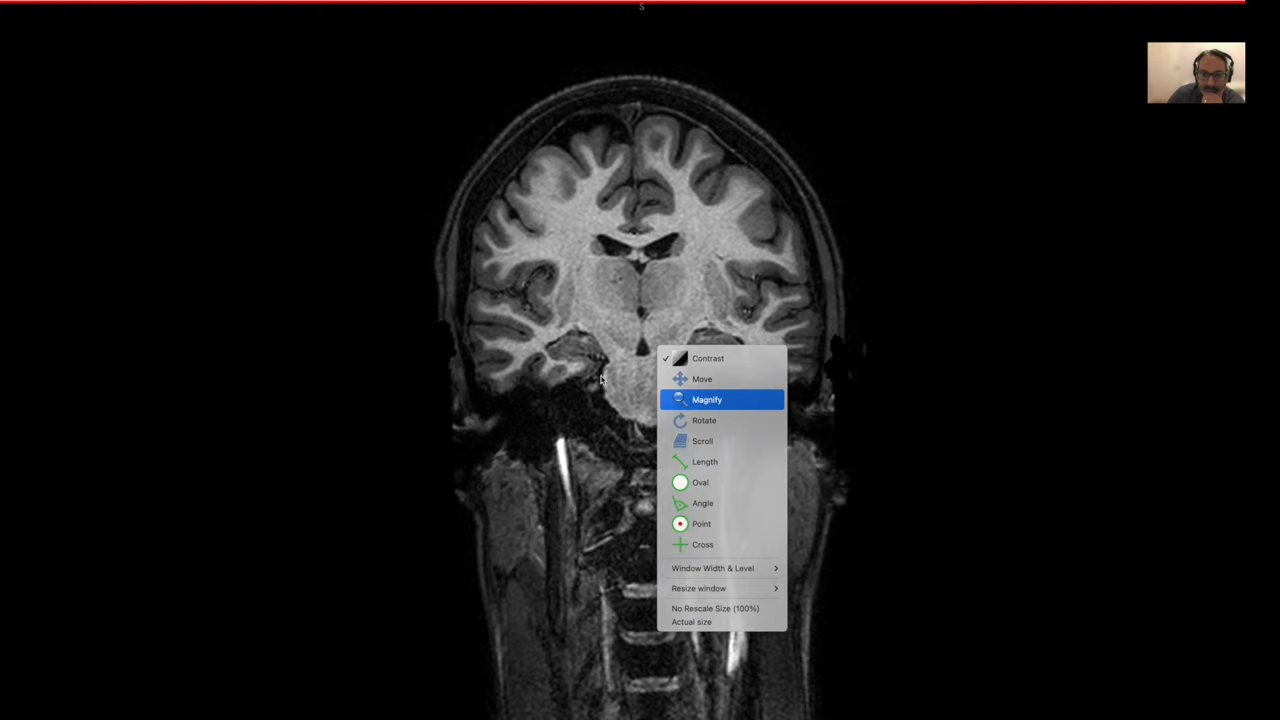 S
Contrast
Move
Magnify
Rotate
Scroll
Length
Oval
Angle
Point
Cross
Window Width & Level
Resize window
No Rescale Size (100%)
Actual size